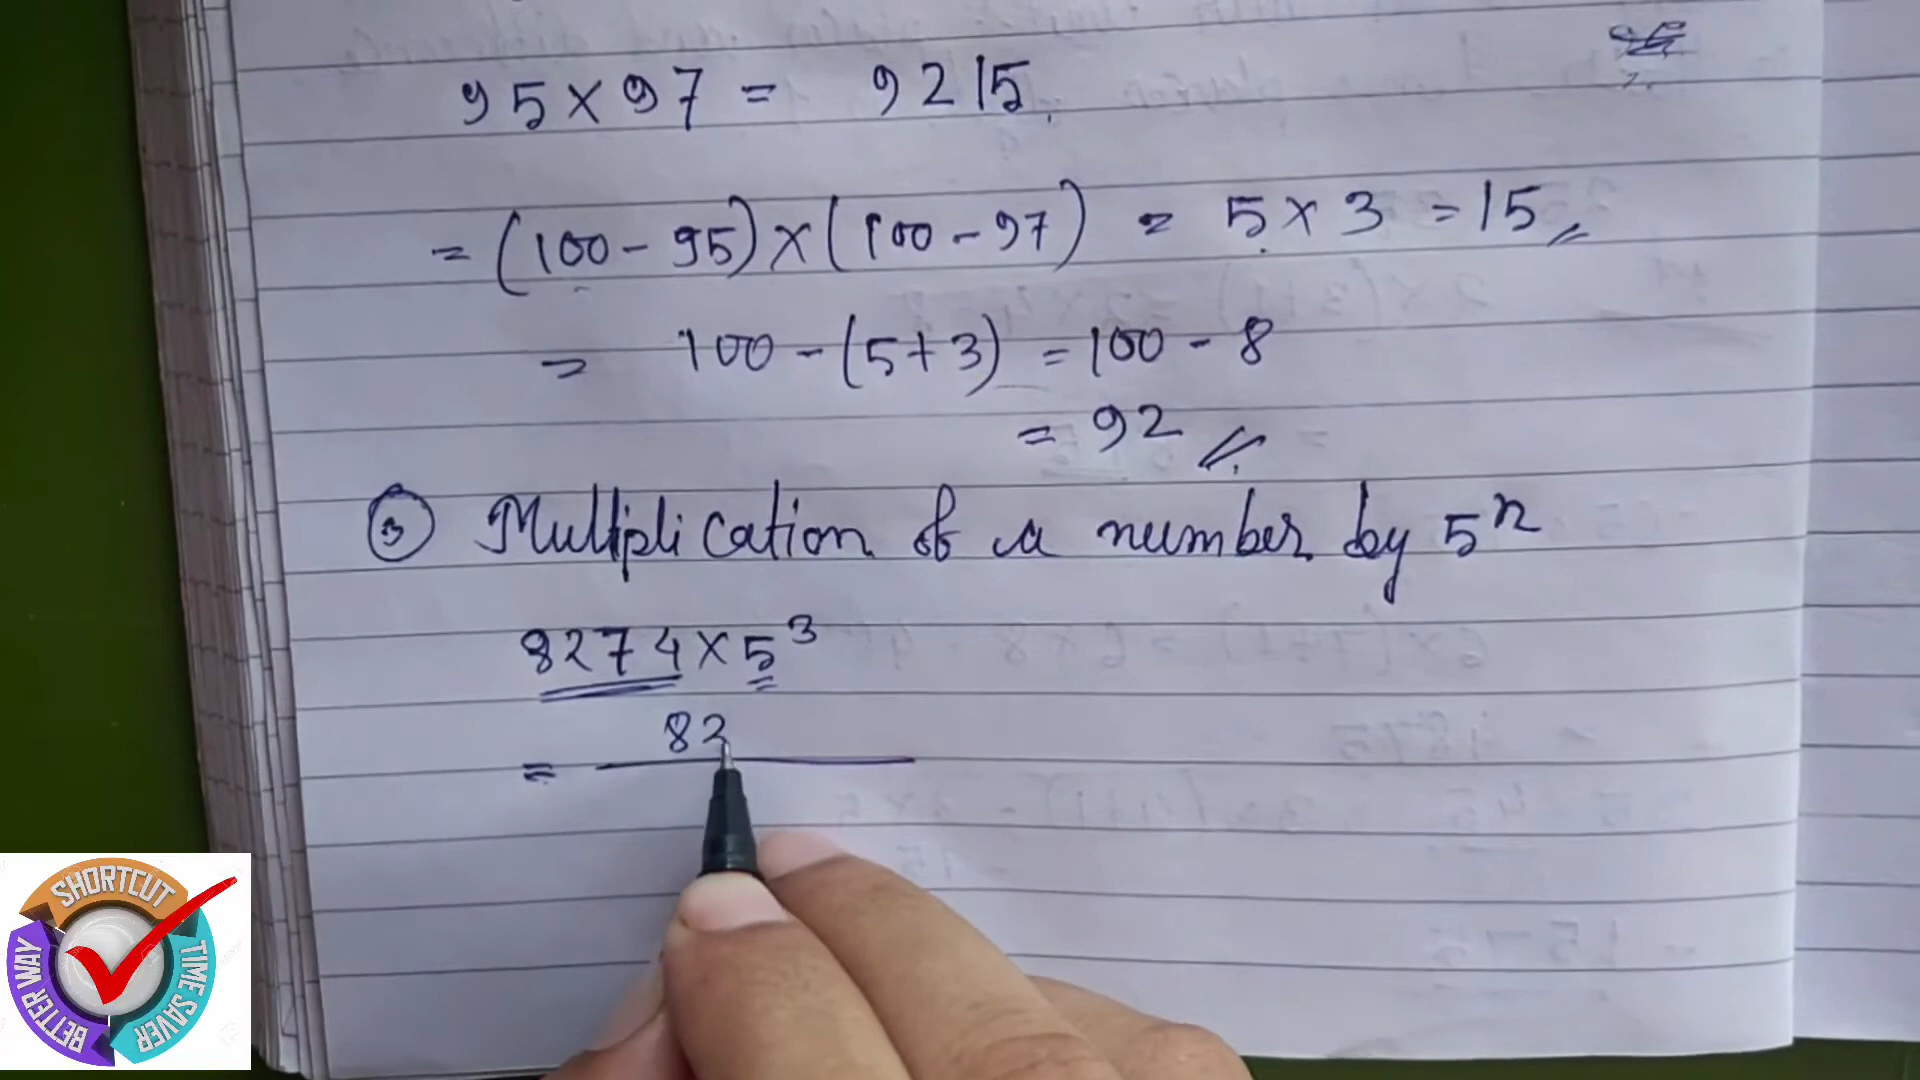 95 × 97 = 9215
= (100 - 95) × (100 - 97) = 5 × 3 = 15
= 100 - (5 + 3) = 100 - 8
= 92
③ Multiplication of a number by 5ⁿ
8274 × 5³
= 82
SHORTCUT
TIME SAVER
BETTER WAY